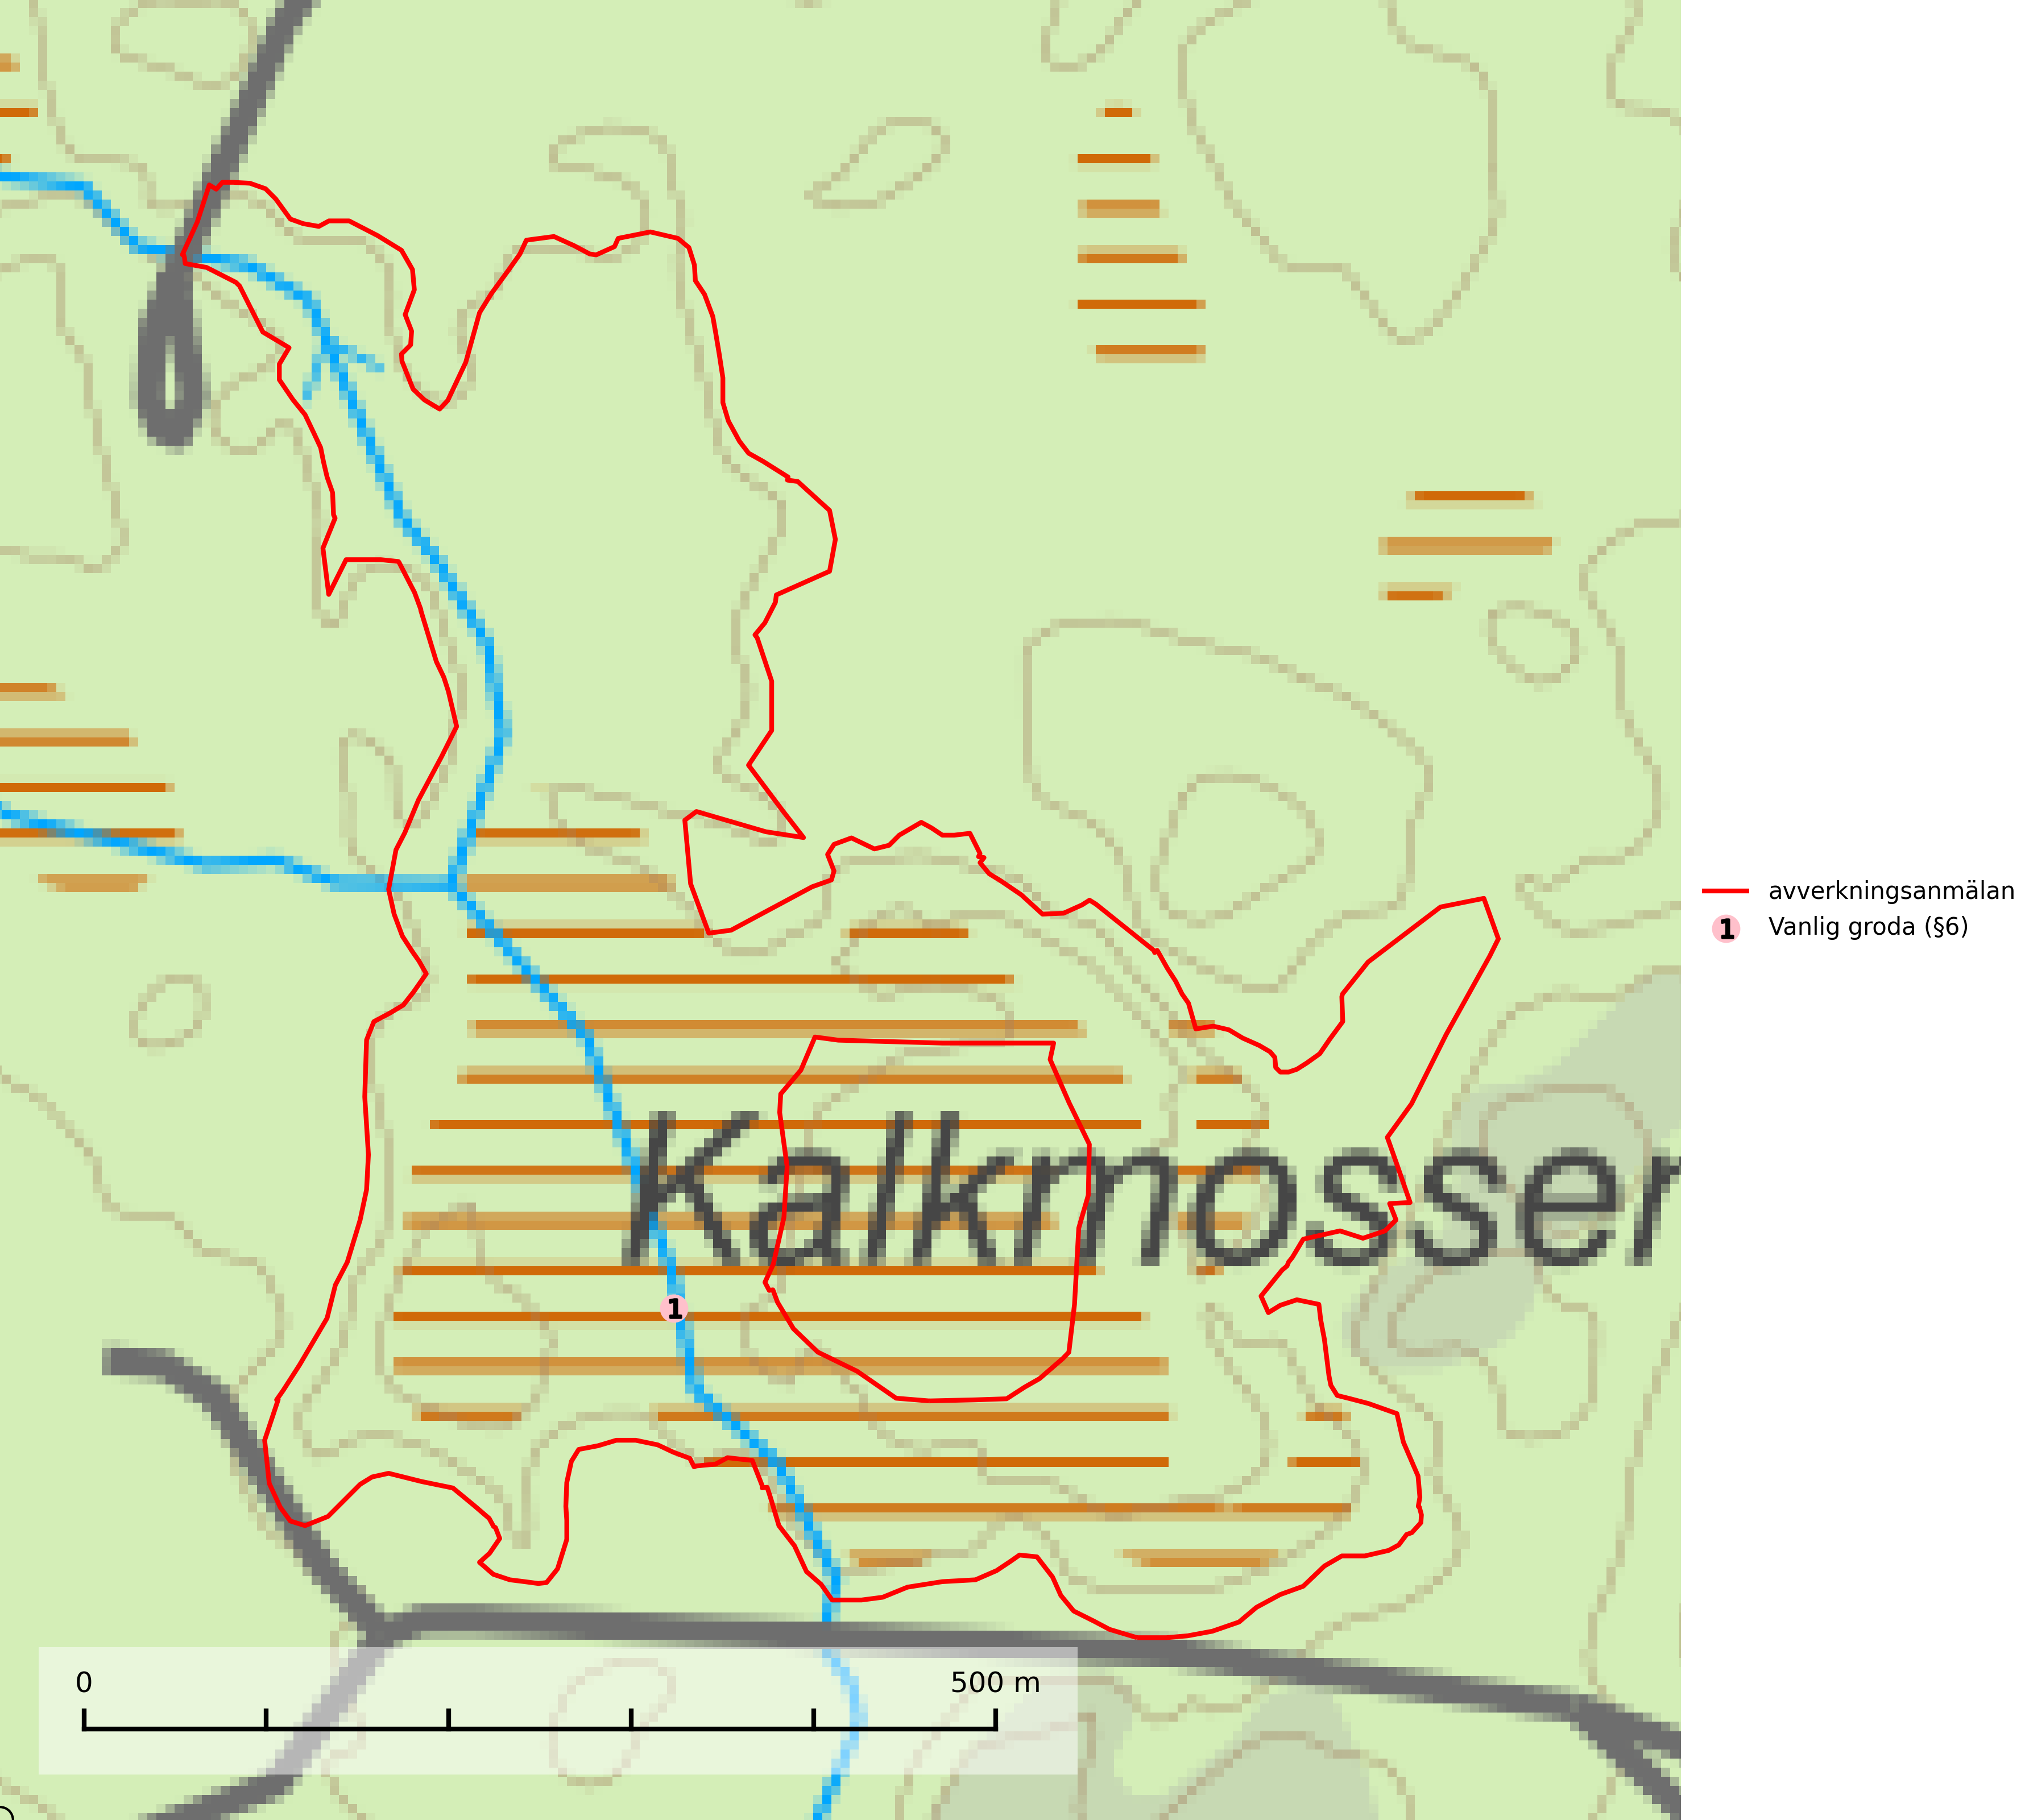 Kalkmosser
1
0 500 m
avverkningsanmälan
1 Vanlig groda (§6)